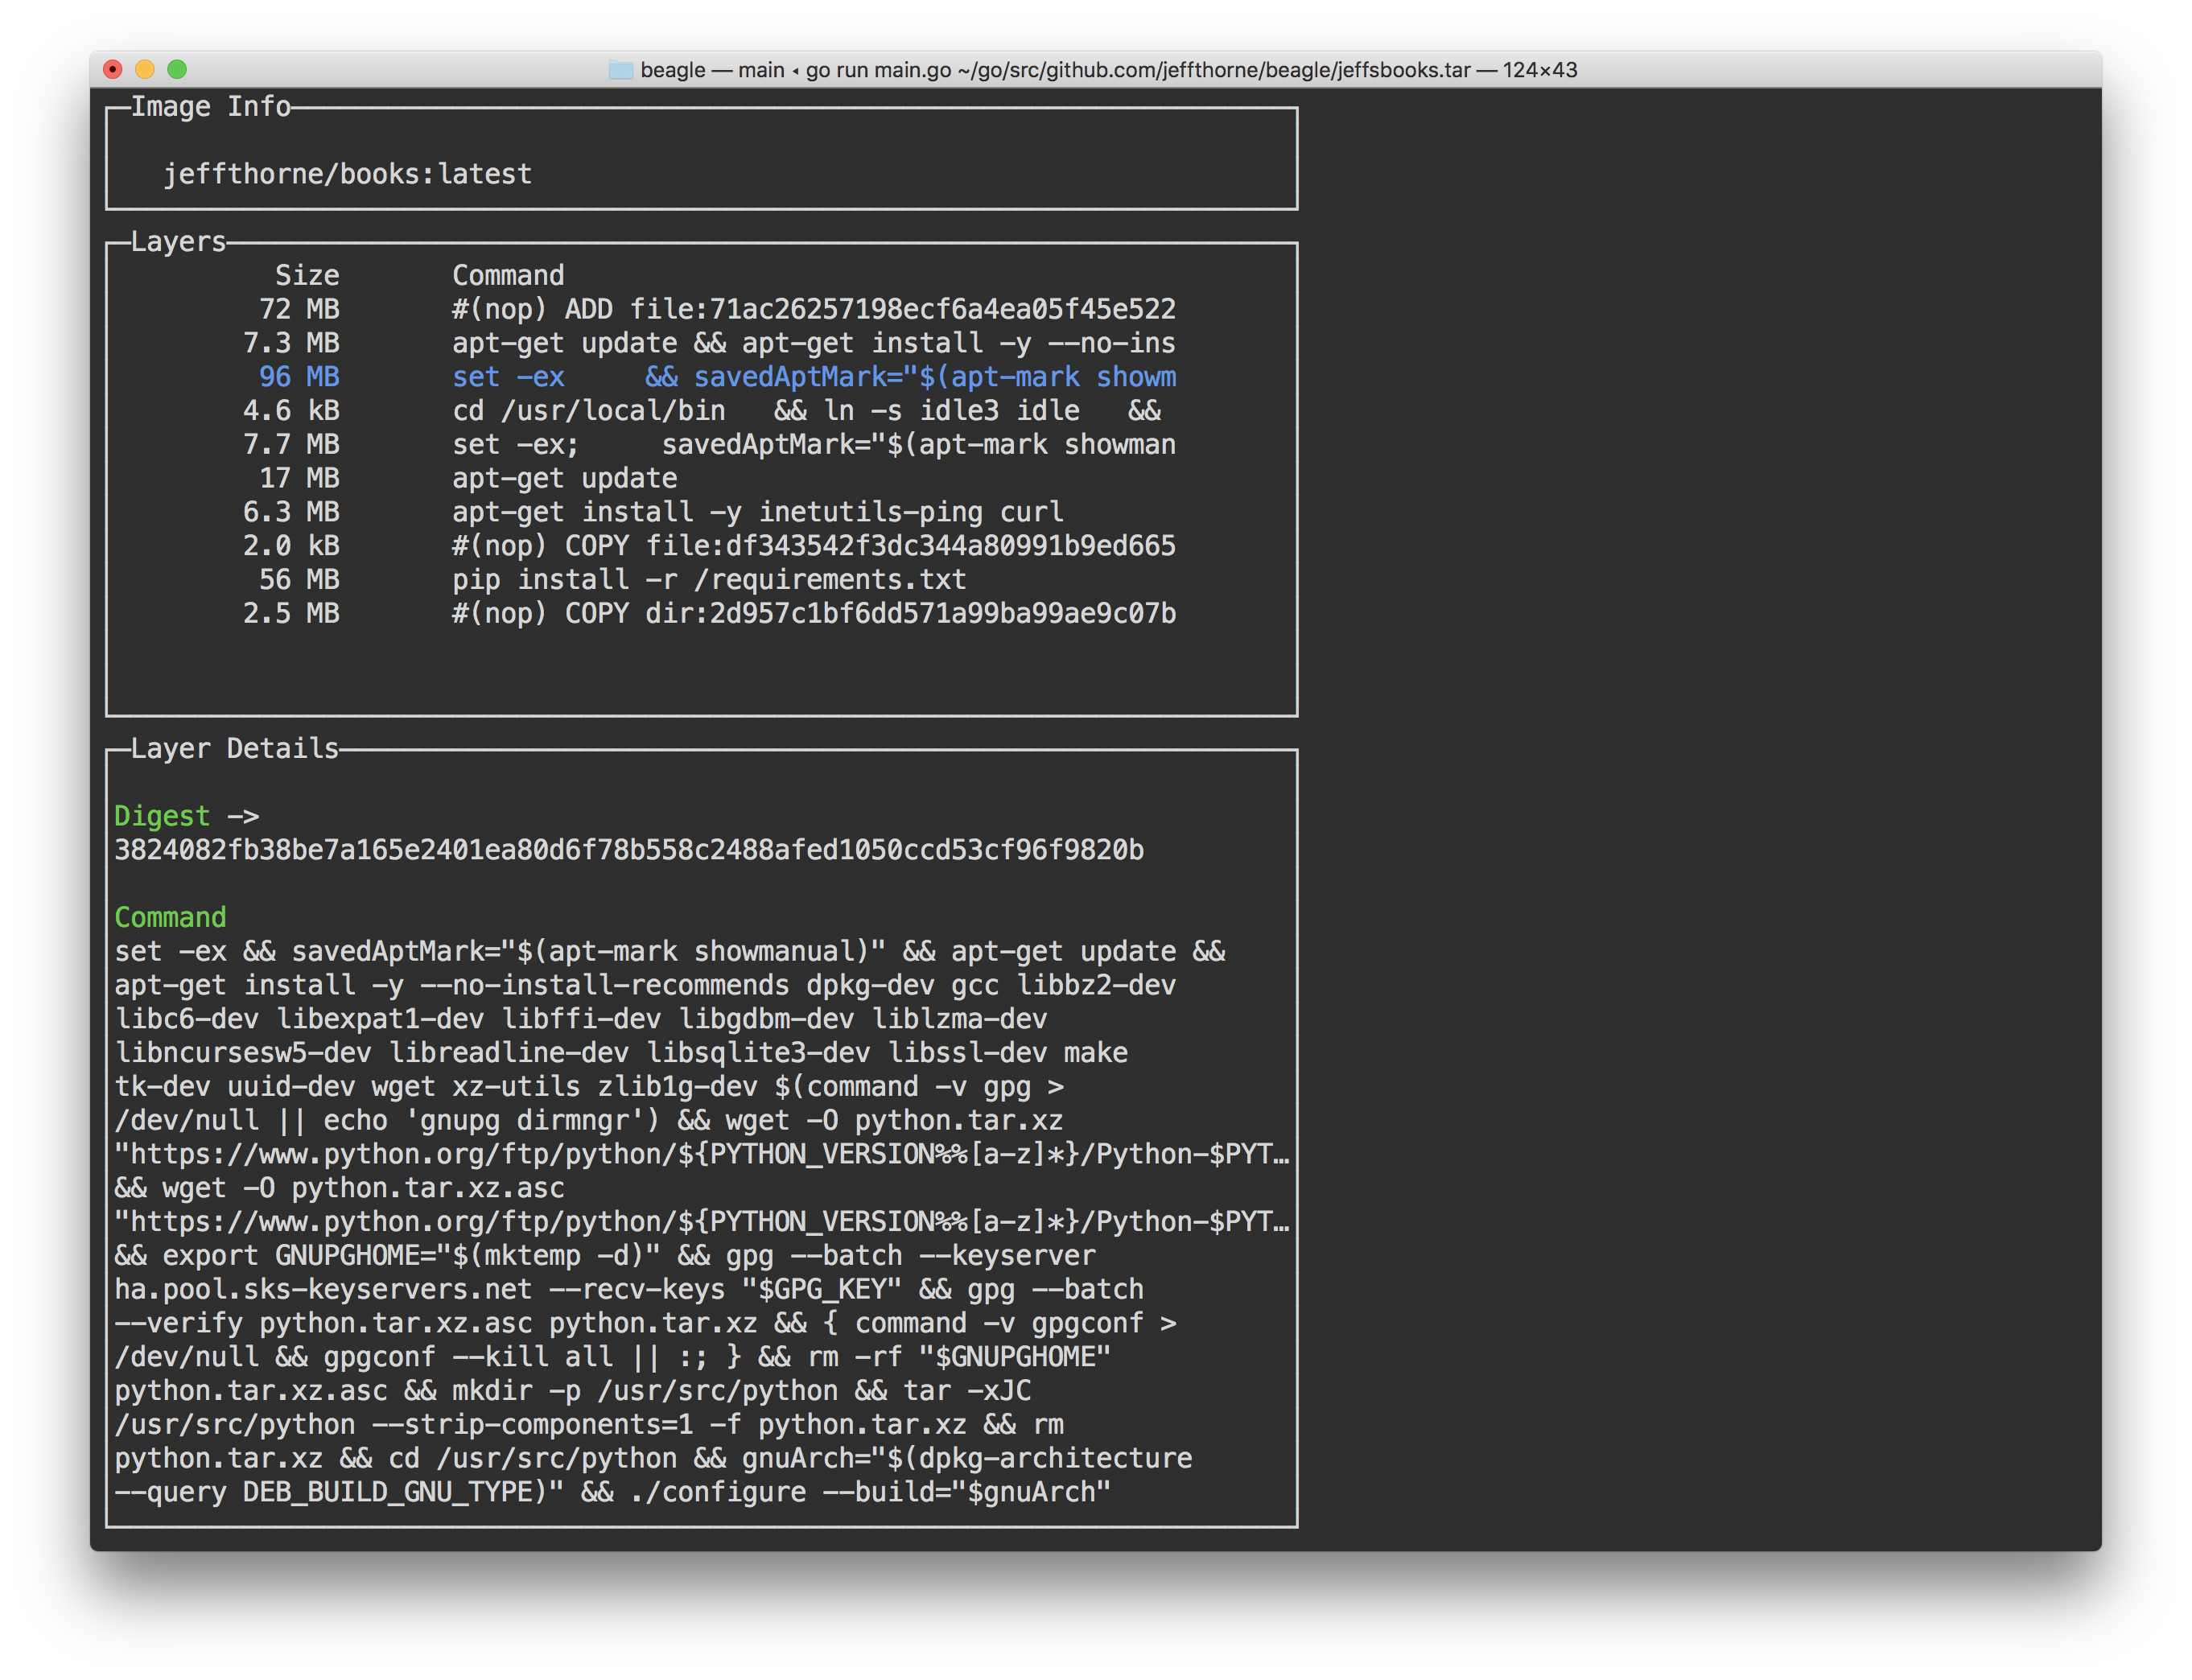 beagle — main ◂ go run main.go ~/go/src/github.com/jeffthorne/beagle/jeffsbooks.tar — 124×43
Image Info
jeffthorne/books:latest
Layers
Size Command
72 MB #(nop) ADD file:71ac26257198ecf6a4ea05f45e522
7.3 MB apt-get update && apt-get install -y --no-ins
96 MB set -ex     && savedAptMark="$(apt-mark showm
4.6 kB cd /usr/local/bin   && ln -s idle3 idle   &&
7.7 MB set -ex;     savedAptMark="$(apt-mark showman
17 MB apt-get update
6.3 MB apt-get install -y inetutils-ping curl
2.0 kB #(nop) COPY file:df343542f3dc344a80991b9ed665
56 MB pip install -r /requirements.txt
2.5 MB #(nop) COPY dir:2d957c1bf6dd571a99ba99ae9c07b
Layer Details
Digest ->
3824082fb38be7a165e2401ea80d6f78b558c2488afed1050ccd53cf96f9820b
Command
set -ex && savedAptMark="$(apt-mark showmanual)" && apt-get update &&
apt-get install -y --no-install-recommends dpkg-dev gcc libbz2-dev
libc6-dev libexpat1-dev libffi-dev libgdbm-dev liblzma-dev
libncursesw5-dev libreadline-dev libsqlite3-dev libssl-dev make
tk-dev uuid-dev wget xz-utils zlib1g-dev $(command -v gpg >
/dev/null || echo 'gnupg dirmngr') && wget -O python.tar.xz
"https://www.python.org/ftp/python/${PYTHON_VERSION%%[a-z]*}/Python-$PYT…
&& wget -O python.tar.xz.asc
"https://www.python.org/ftp/python/${PYTHON_VERSION%%[a-z]*}/Python-$PYT…
&& export GNUPGHOME="$(mktemp -d)" && gpg --batch --keyserver
ha.pool.sks-keyservers.net --recv-keys "$GPG_KEY" && gpg --batch
--verify python.tar.xz.asc python.tar.xz && { command -v gpgconf >
/dev/null && gpgconf --kill all || :; } && rm -rf "$GNUPGHOME"
python.tar.xz.asc && mkdir -p /usr/src/python && tar -xJC
/usr/src/python --strip-components=1 -f python.tar.xz && rm
python.tar.xz && cd /usr/src/python && gnuArch="$(dpkg-architecture
--query DEB_BUILD_GNU_TYPE)" && ./configure --build="$gnuArch"